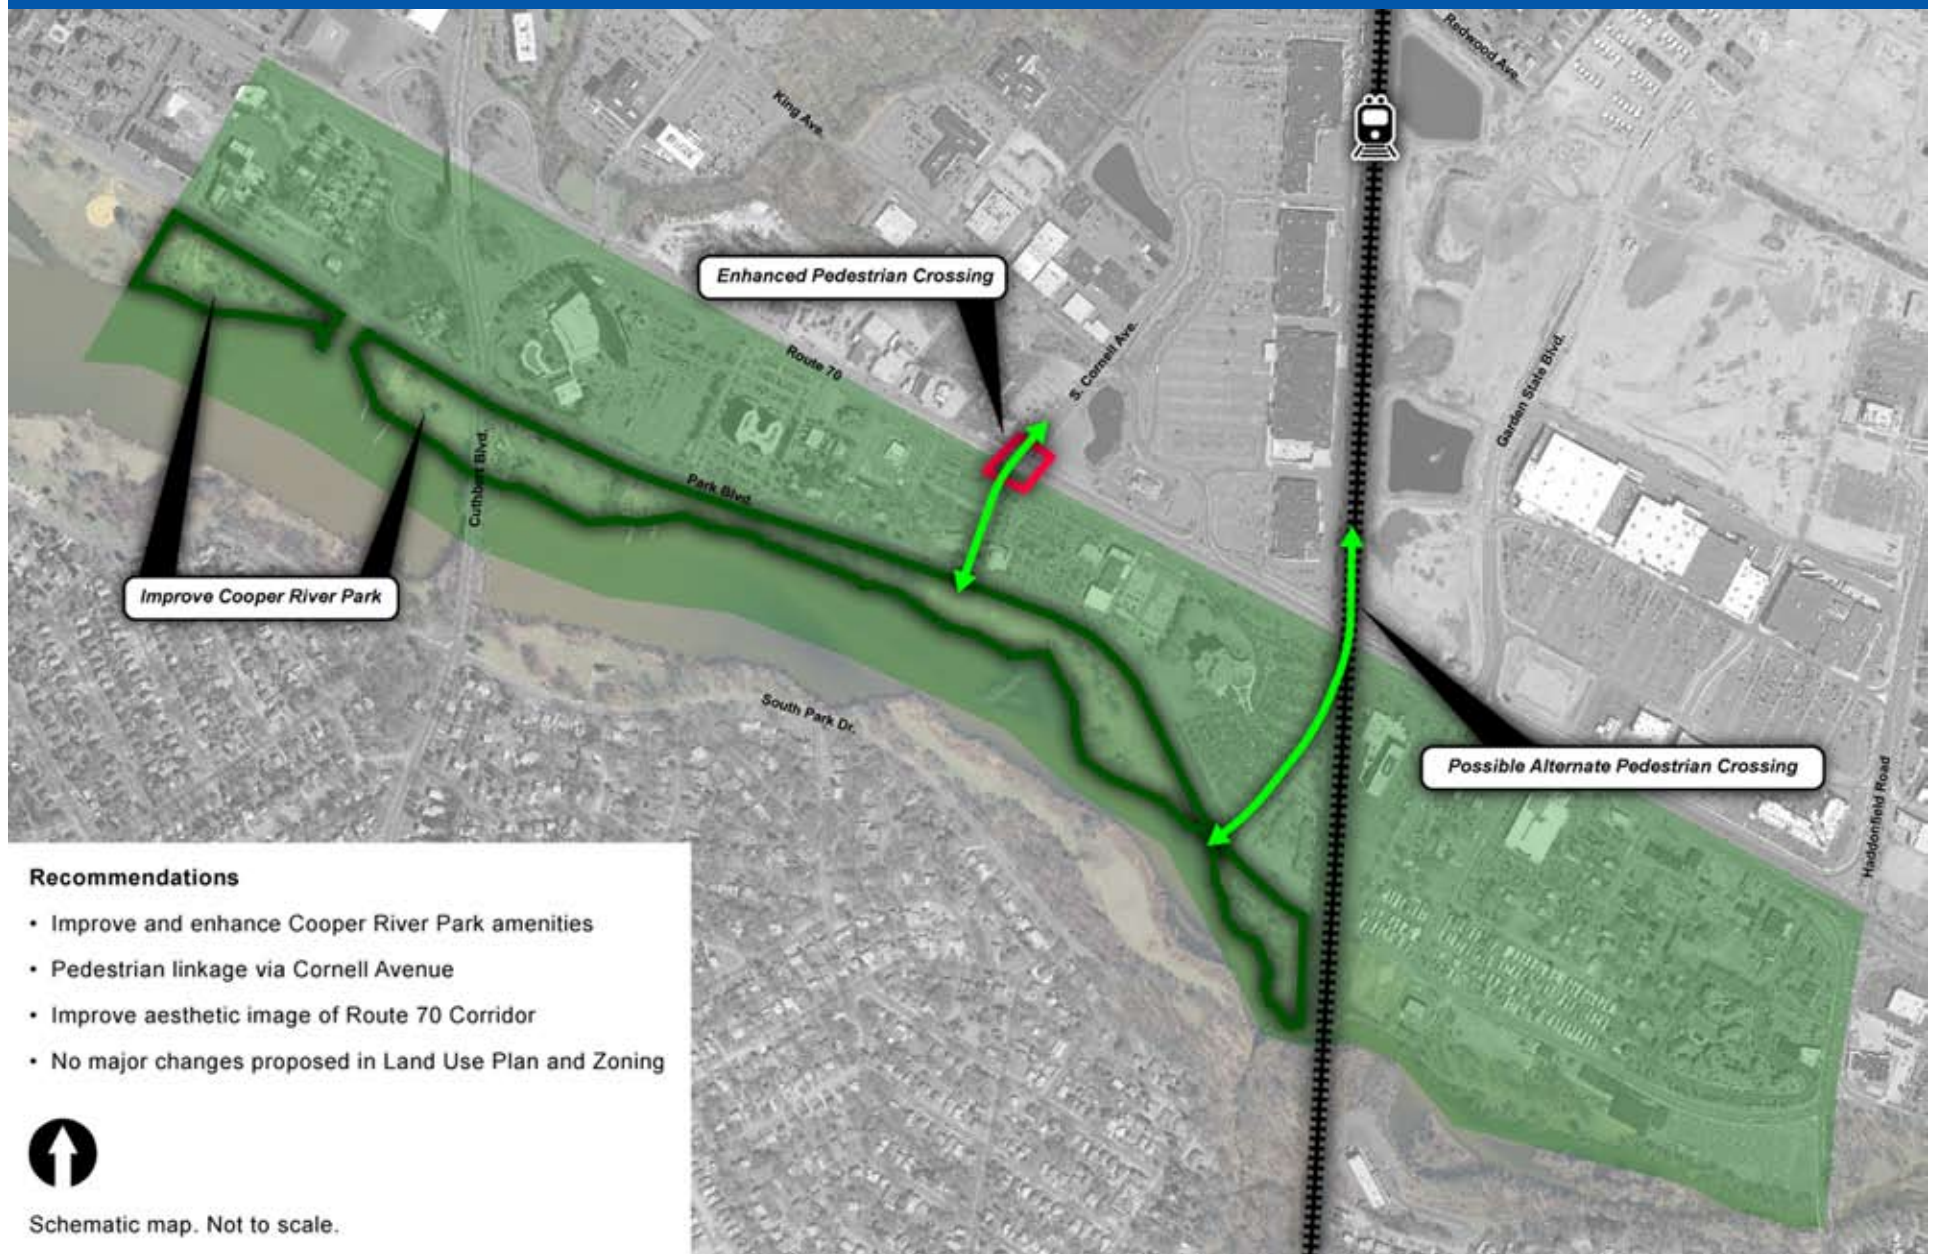 Redwood Ave.
King Ave.
Enhanced Pedestrian Crossing
S. Cornell Ave.
Route 70
Garden State Blvd.
Cuthbert Blvd.
Park Blvd.
Improve Cooper River Park
South Park Dr.
Possible Alternate Pedestrian Crossing
Haddonfield Road
Recommendations
• Improve and enhance Cooper River Park amenities
• Pedestrian linkage via Cornell Avenue
• Improve aesthetic image of Route 70 Corridor
• No major changes proposed in Land Use Plan and Zoning
Schematic map. Not to scale.